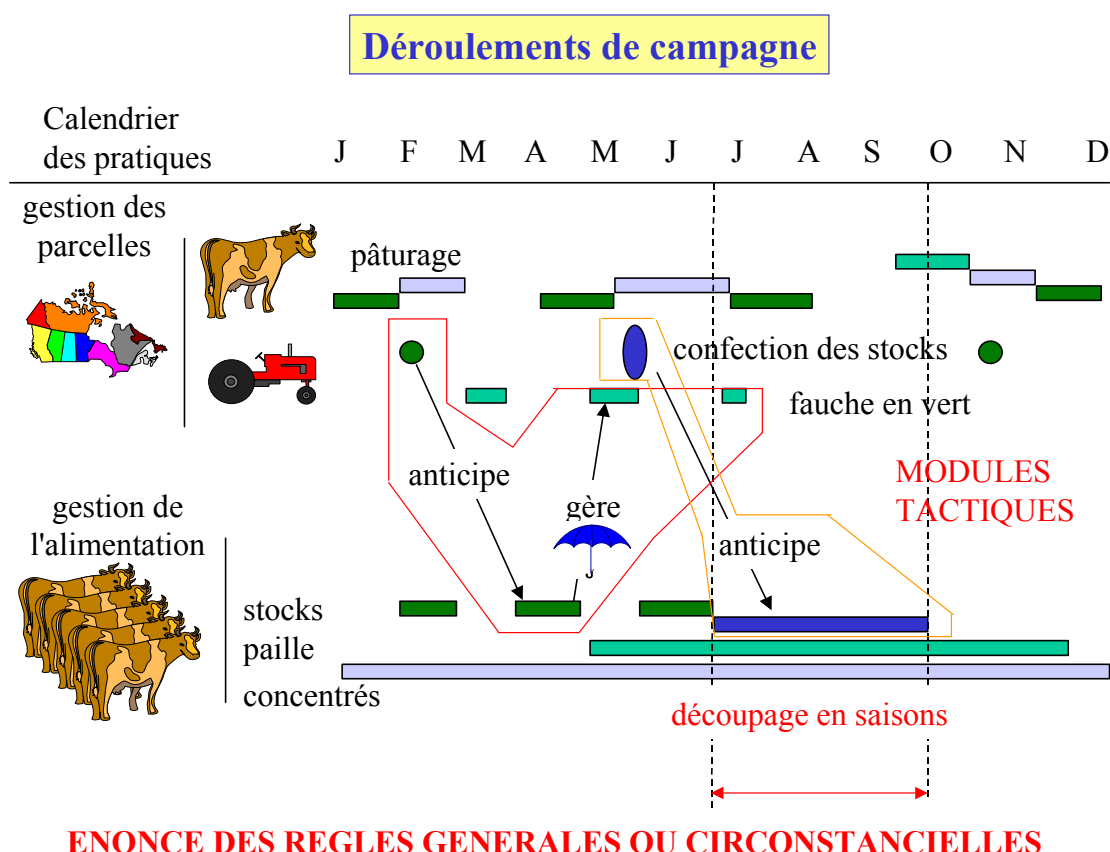 Déroulements de campagne
Calendrier
des pratiques
J F M A M J J A S O N D
gestion des
parcelles
pâturage
confection des stocks
fauche en vert
anticipe
gère
MODULES
TACTIQUES
gestion de
l'alimentation
anticipe
stocks
paille
concentrés
découpage en saisons
ENONCE DES REGLES GENERALES OU CIRCONSTANCIELLES